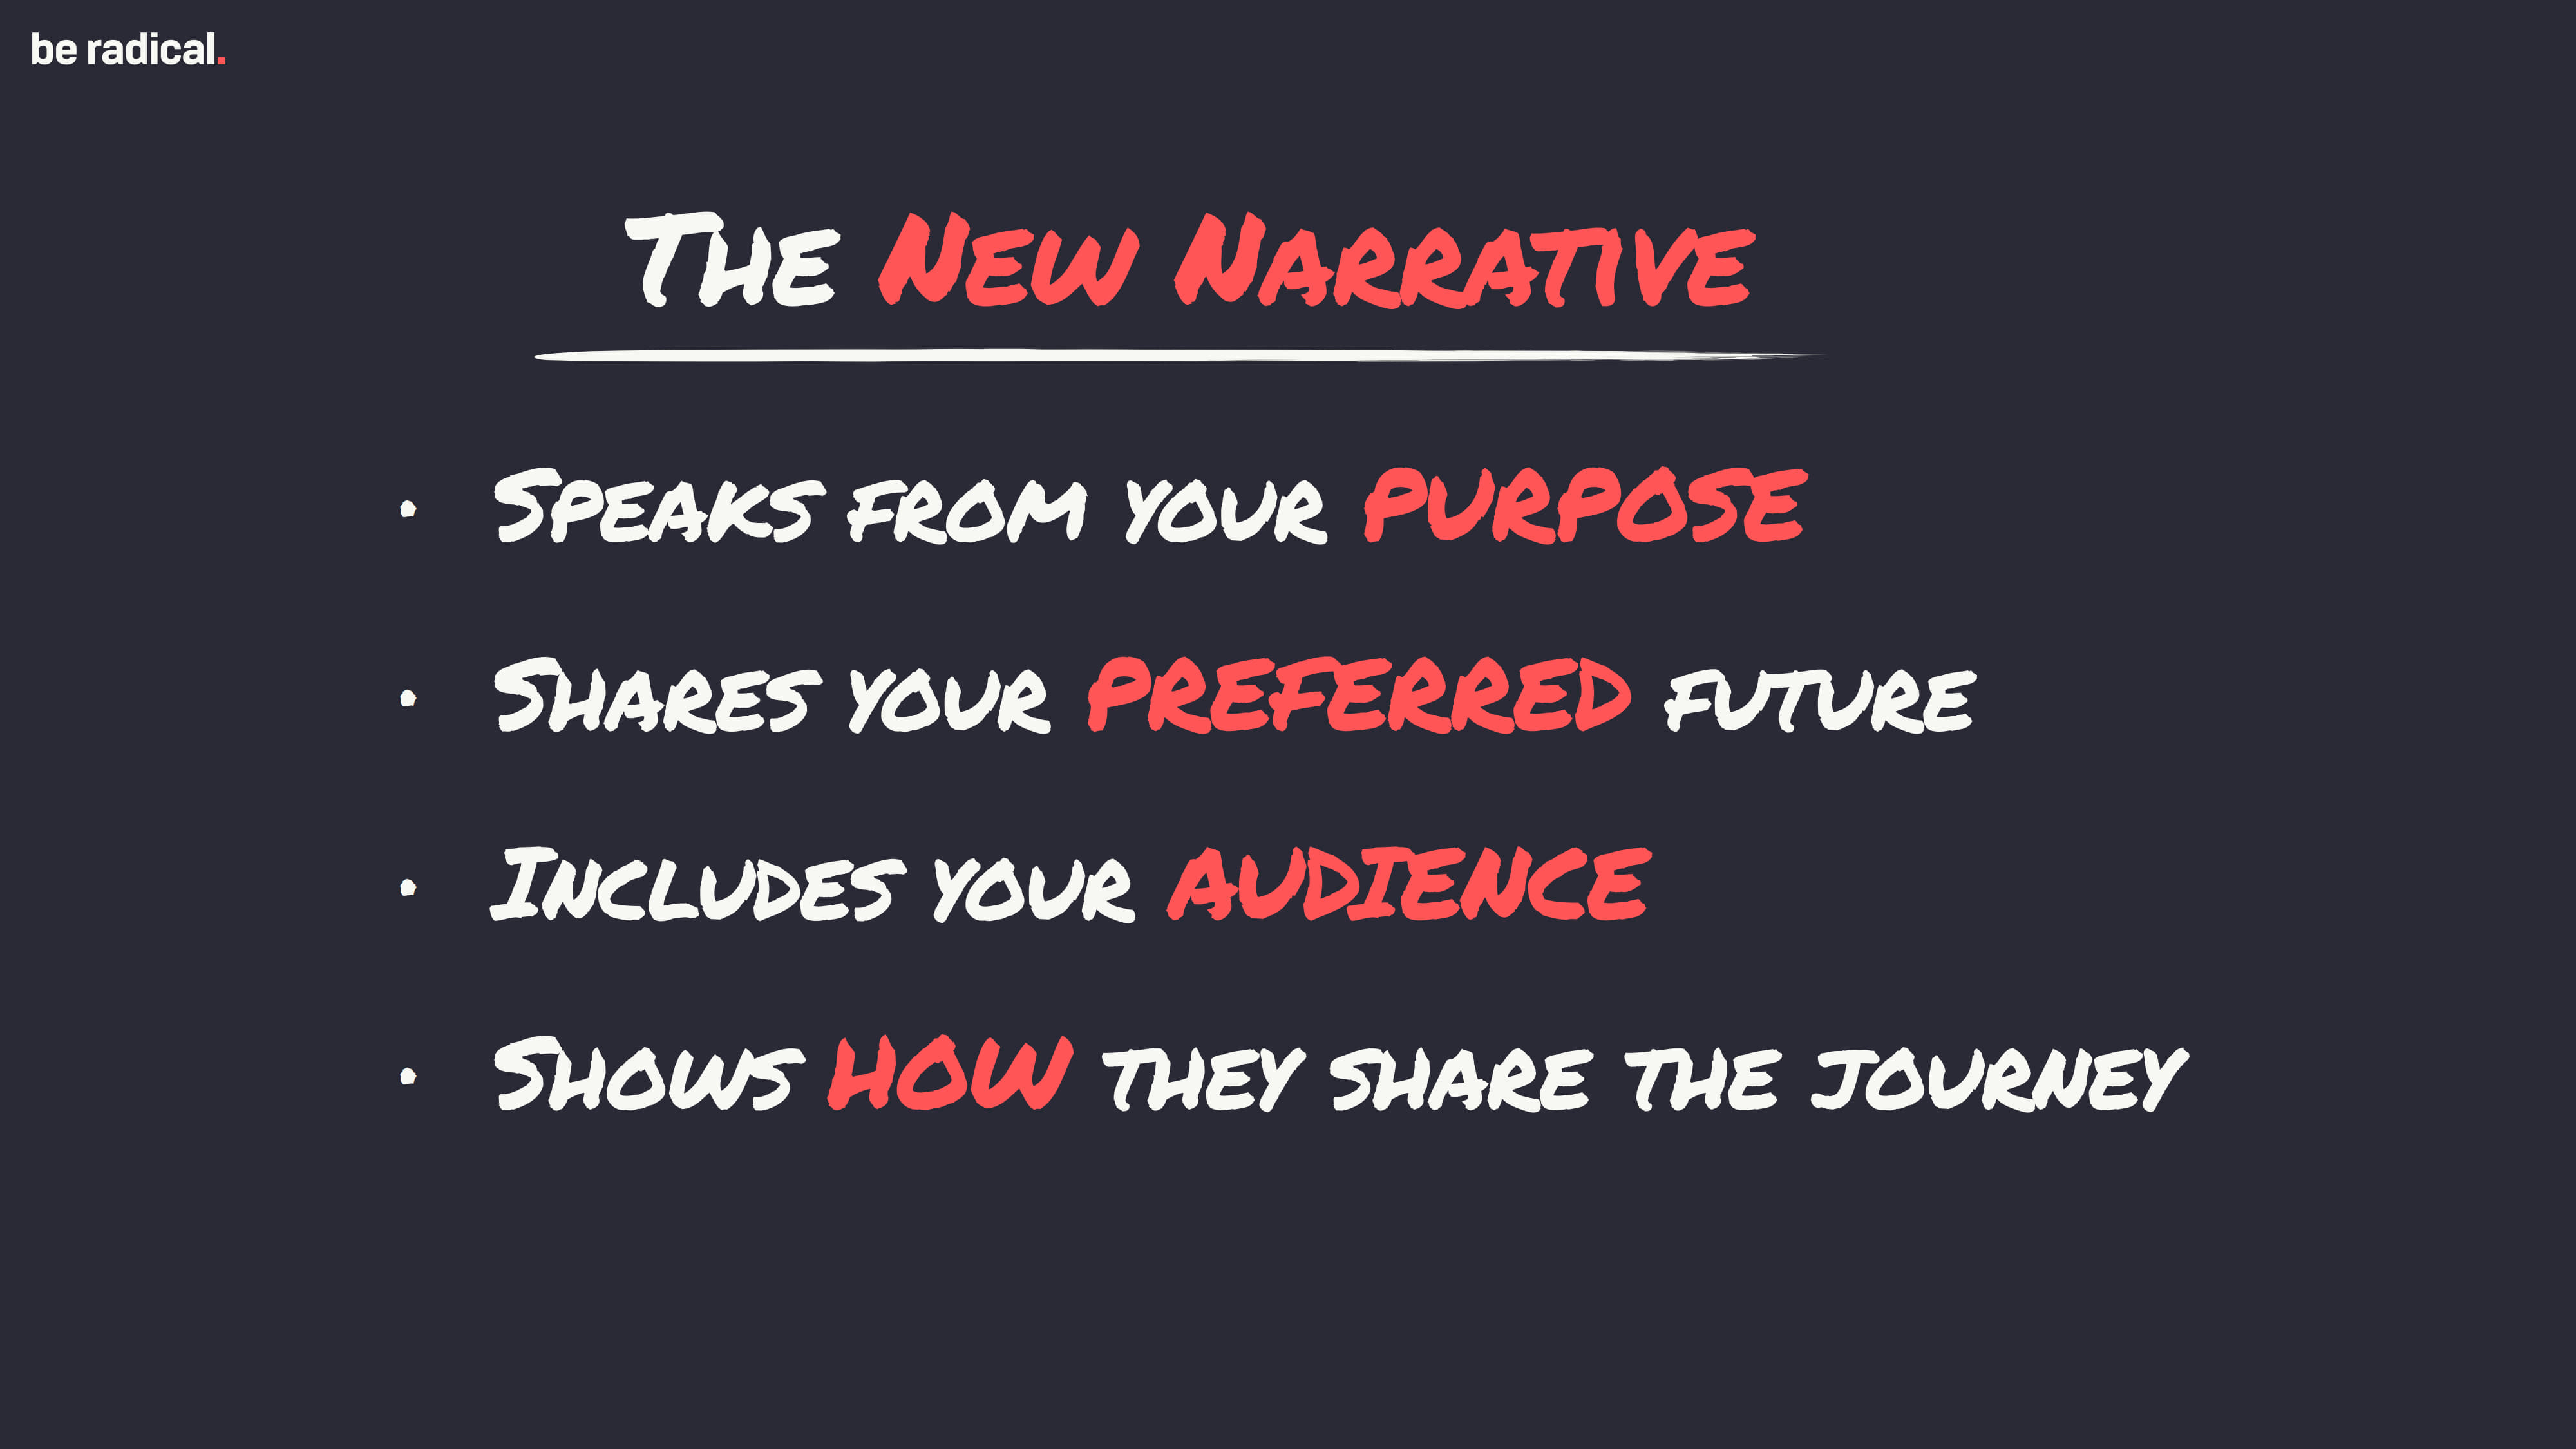 be radical.
The New Narrative
• Speaks from your PURPOSE
• Shares your PREFERRED future
• Includes your AUDIENCE
• Shows HOW they share the journey